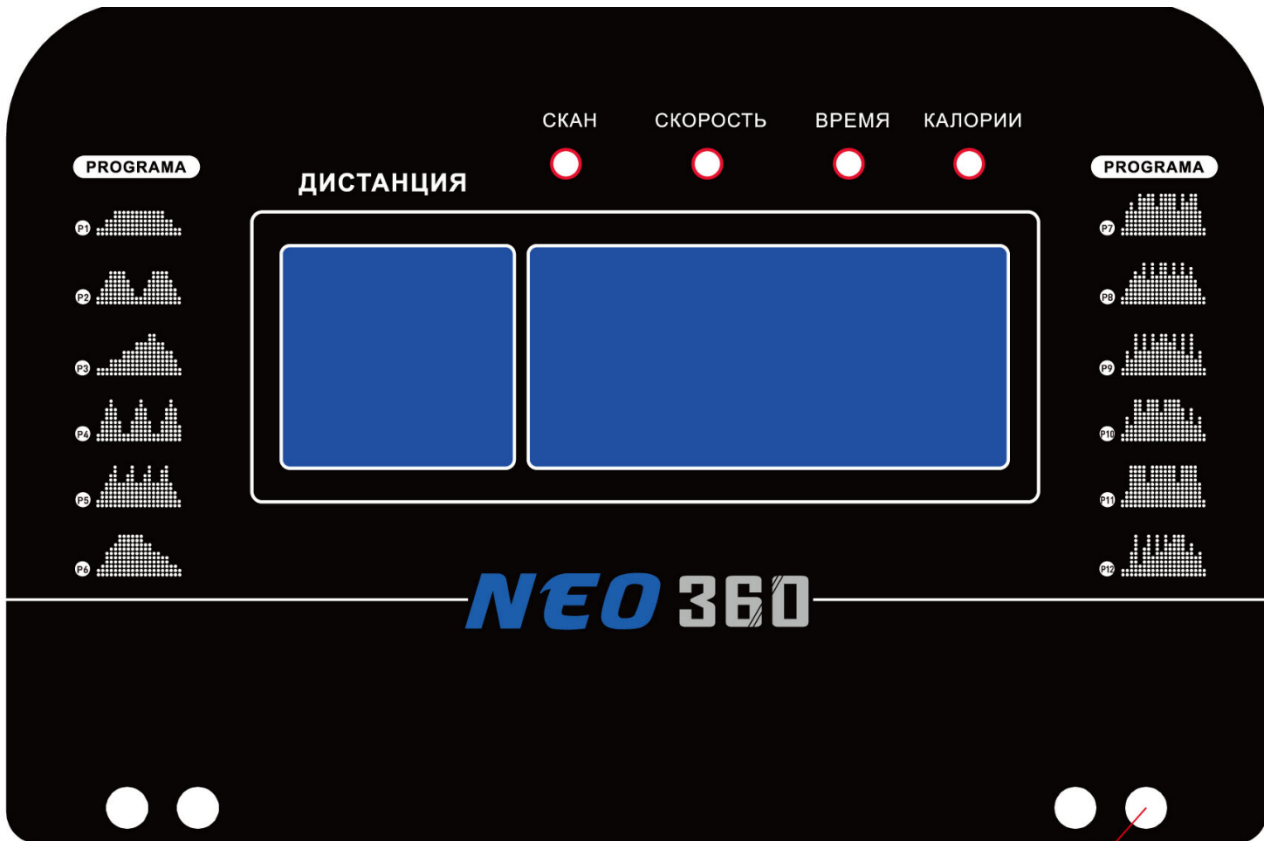 СКАН СКОРОСТЬ ВРЕМЯ КАЛОРИИ
PROGRAMA
ДИСТАНЦИЯ
PROGRAMA
P1
P2
P3
P4
P5
P6
P7
P8
P9
P10
P11
P12
NEO 360